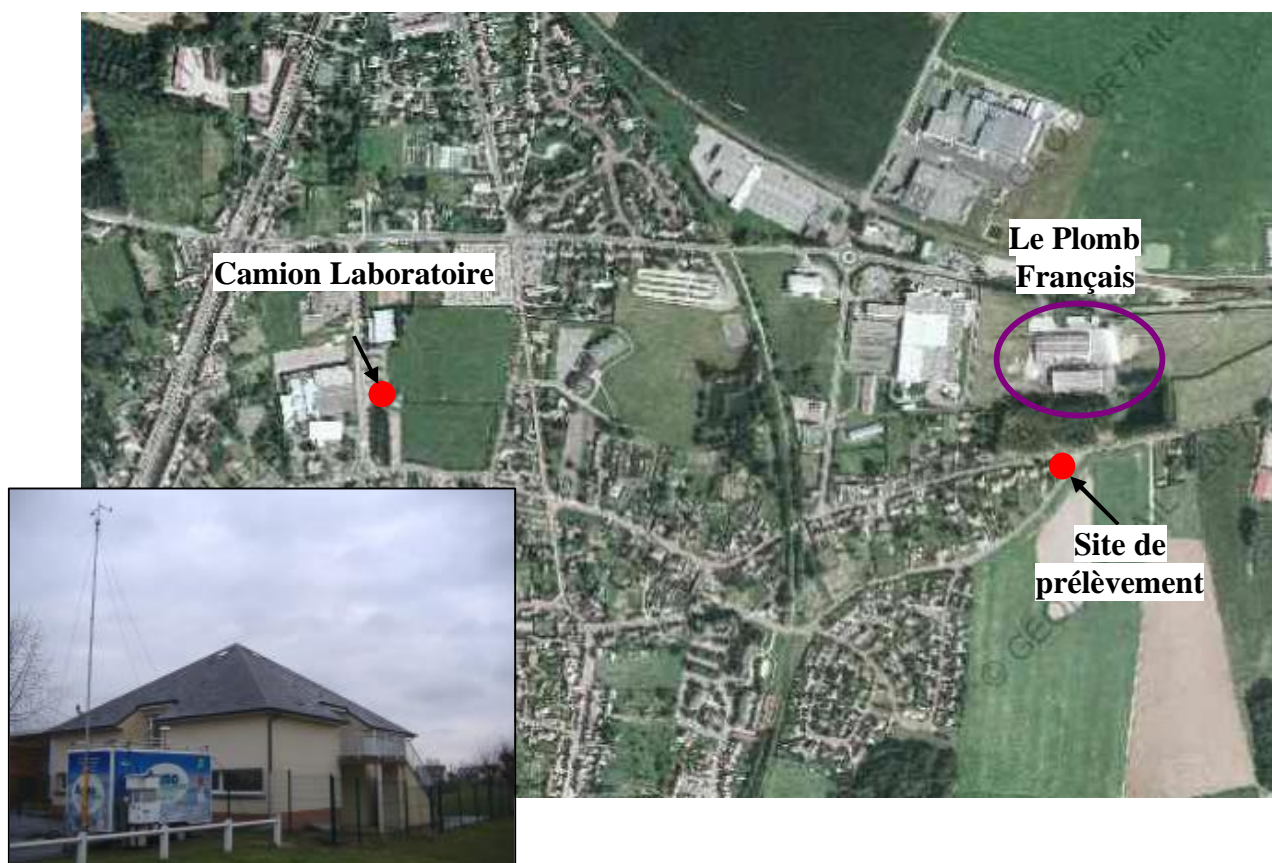 Camion Laboratoire
Le Plomb
Français
Site de
prélèvement